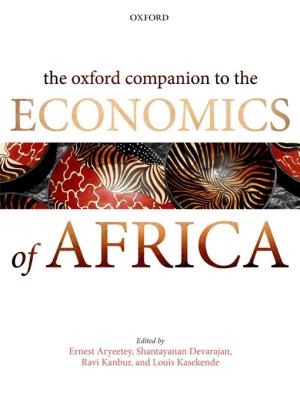 OXFORD
the oxford companion to the
ECONOMICS
of AFRICA
Edited by
Ernest Aryeetey, Shantayanan Devarajan,
Ravi Kanbur, and Louis Kasekende